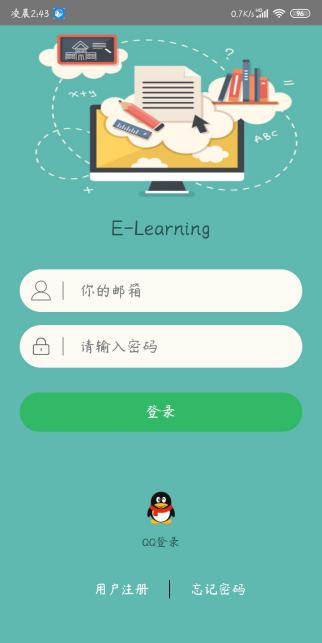 凌晨2:43 0.7K/s HD 96
?
x+y
=
ABC
x
E-Learning
你的邮箱
请输入密码
登录
QQ登录
用户注册 | 忘记密码